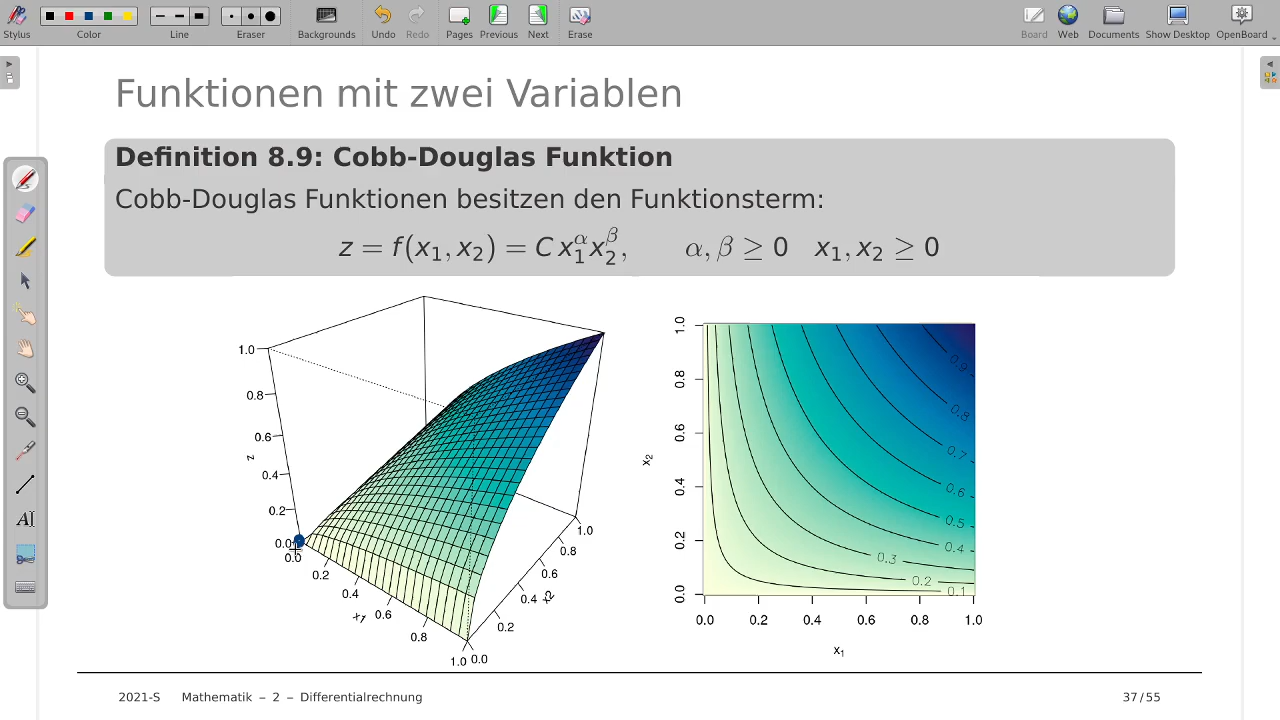 Stylus Color Line Eraser Backgrounds Undo Redo Pages Previous Next Erase Board Web Documents Show Desktop OpenBoard
Funktionen mit zwei Variablen
Definition 8.9: Cobb-Douglas Funktion
Cobb-Douglas Funktionen besitzen den Funktionsterm:
z = f(x₁, x₂) = C x₁^α x₂^β,   α, β ≥ 0   x₁, x₂ ≥ 0
1.0
0.8
0.6
z
0.4
0.2
0.0
0.0
0.2
0.4
x1
0.6
0.8
1.0
0.0
0.2
0.4
x2
0.6
0.8
1.0
1.0
0.8
0.6
x₂
0.4
0.2
0.0
0.9
0.8
0.7
0.6
0.5
0.4
0.3
0.2
0.1
0.0 0.2 0.4 0.6 0.8 1.0
x₁
2021-S Mathematik – 2 – Differentialrechnung 37/55
AI